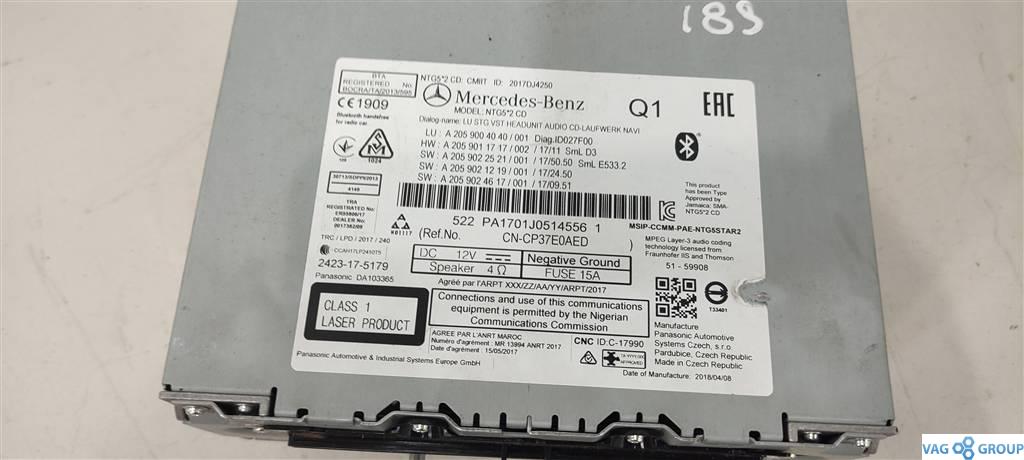 189
BTA
REGISTERED No:
BOCRA/TA/2013/595
NTG5*2 CD: CMIIT ID: 2017DJ4250
Mercedes-Benz
MODEL: NTG5*2 CD
Q1
EAC
CE1909
Bluetooth handsfree
for radio car.
Dialog-name: LU STG VST HEADUNIT AUDIO CD-LAUFWERK NAVI
LU : A 205 900 40 40 / 001 Diag.ID027F00
HW : A 205 901 17 17 / 002 / 17/11 SmL D3
SW : A 205 902 25 21 / 001 / 17/50.50 SmL E533.2
SW : A 205 902 12 19 / 001 / 17/24.50
SW : A 205 902 46 17 / 001 / 17/09.51
1024
30713/SDPPI/2013
4149
TRA
REGISTERED No:
ER55806/17
DEALER No:
0017362/09
This product
has been Type
Approved by
Jamaica: SMA-
NTG5*2 CD
522 PA1701J0514556 1
(Ref.No. CN-CP37E0AED )
H01117
MSIP-CCMM-PAE-NTG5STAR2
MPEG Layer-3 audio coding
technology licensed from
Fraunhofer IIS and Thomson
51 - 59908
TRC / LPD / 2017 / 240
CCAH17LP2410T5
2423-17-5179
Panasonic DA103365
DC 12V
Negative Ground
Speaker 4Ω
FUSE 15A
Agréé par l'ARPT XXX/ZZ/AA/YY/ARPT/2017
CLASS 1
LASER PRODUCT
Connections and use of this communications
equipment is permitted by the Nigerian
Communications Commission
T33401
AGREE PAR L'ANRT MAROC
Numéro d'agrément : MR 13994 ANRT 2017
Date d'agrément : 15/05/2017
CNC ID:C-17990
Manufacture
Panasonic Automotive
Systems Czech, s.r.o
Pardubice, Czech Republic
Made in Czech Republic
Panasonic Automotive & Industrial Systems Europe GmbH
Date of Manufacture: 2018/04/08
VAG GROUP